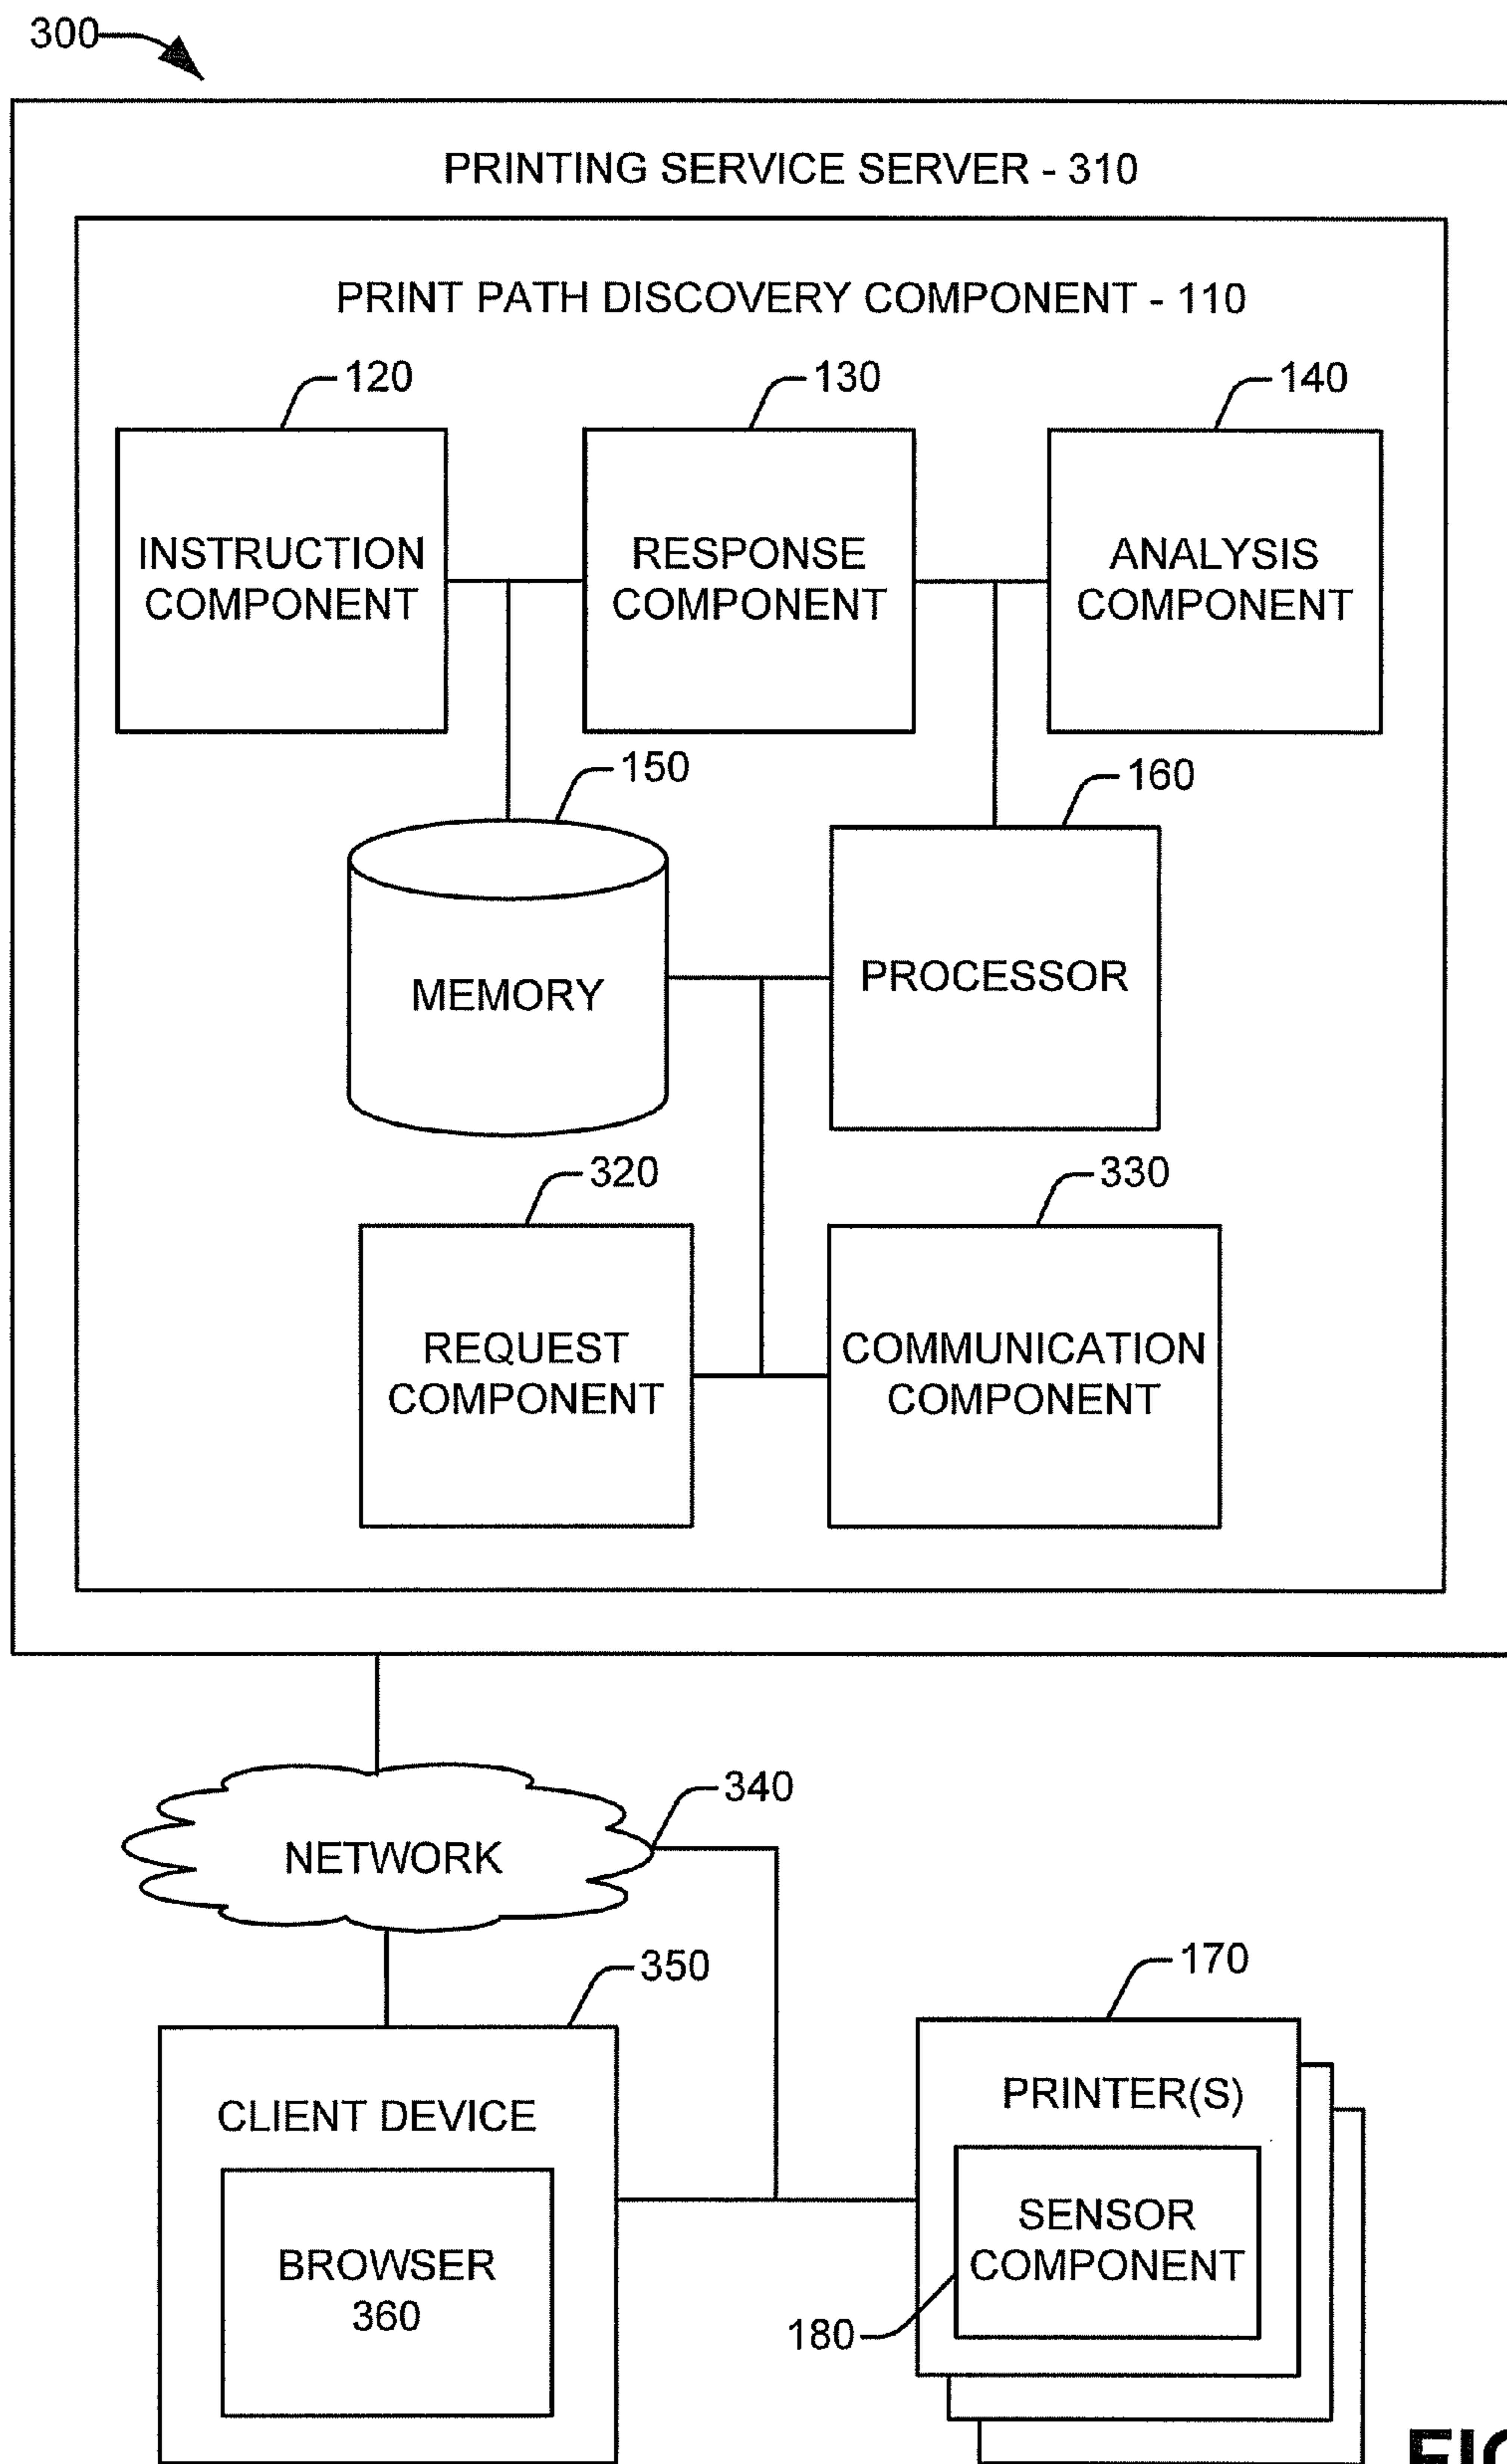 300
PRINTING SERVICE SERVER - 310
PRINT PATH DISCOVERY COMPONENT - 110
120
130
140
INSTRUCTION
COMPONENT
RESPONSE
COMPONENT
ANALYSIS
COMPONENT
150
160
MEMORY
PROCESSOR
320
330
REQUEST
COMPONENT
COMMUNICATION
COMPONENT
340
NETWORK
350
170
CLIENT DEVICE
PRINTER(S)
BROWSER
360
SENSOR
COMPONENT
180